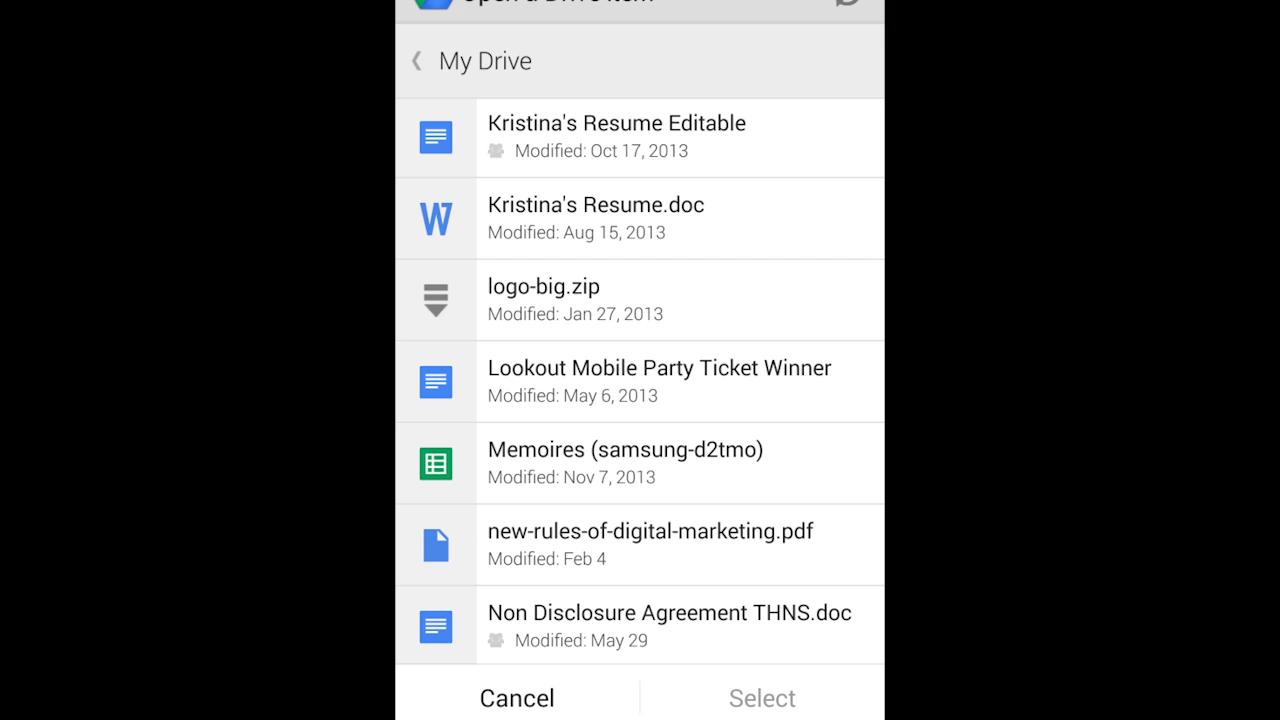 Open a Drive item
My Drive
Kristina's Resume Editable
Modified: Oct 17, 2013
Kristina's Resume.doc
Modified: Aug 15, 2013
logo-big.zip
Modified: Jan 27, 2013
Lookout Mobile Party Ticket Winner
Modified: May 6, 2013
Memoires (samsung-d2tmo)
Modified: Nov 7, 2013
new-rules-of-digital-marketing.pdf
Modified: Feb 4
Non Disclosure Agreement THNS.doc
Modified: May 29
Cancel
Select